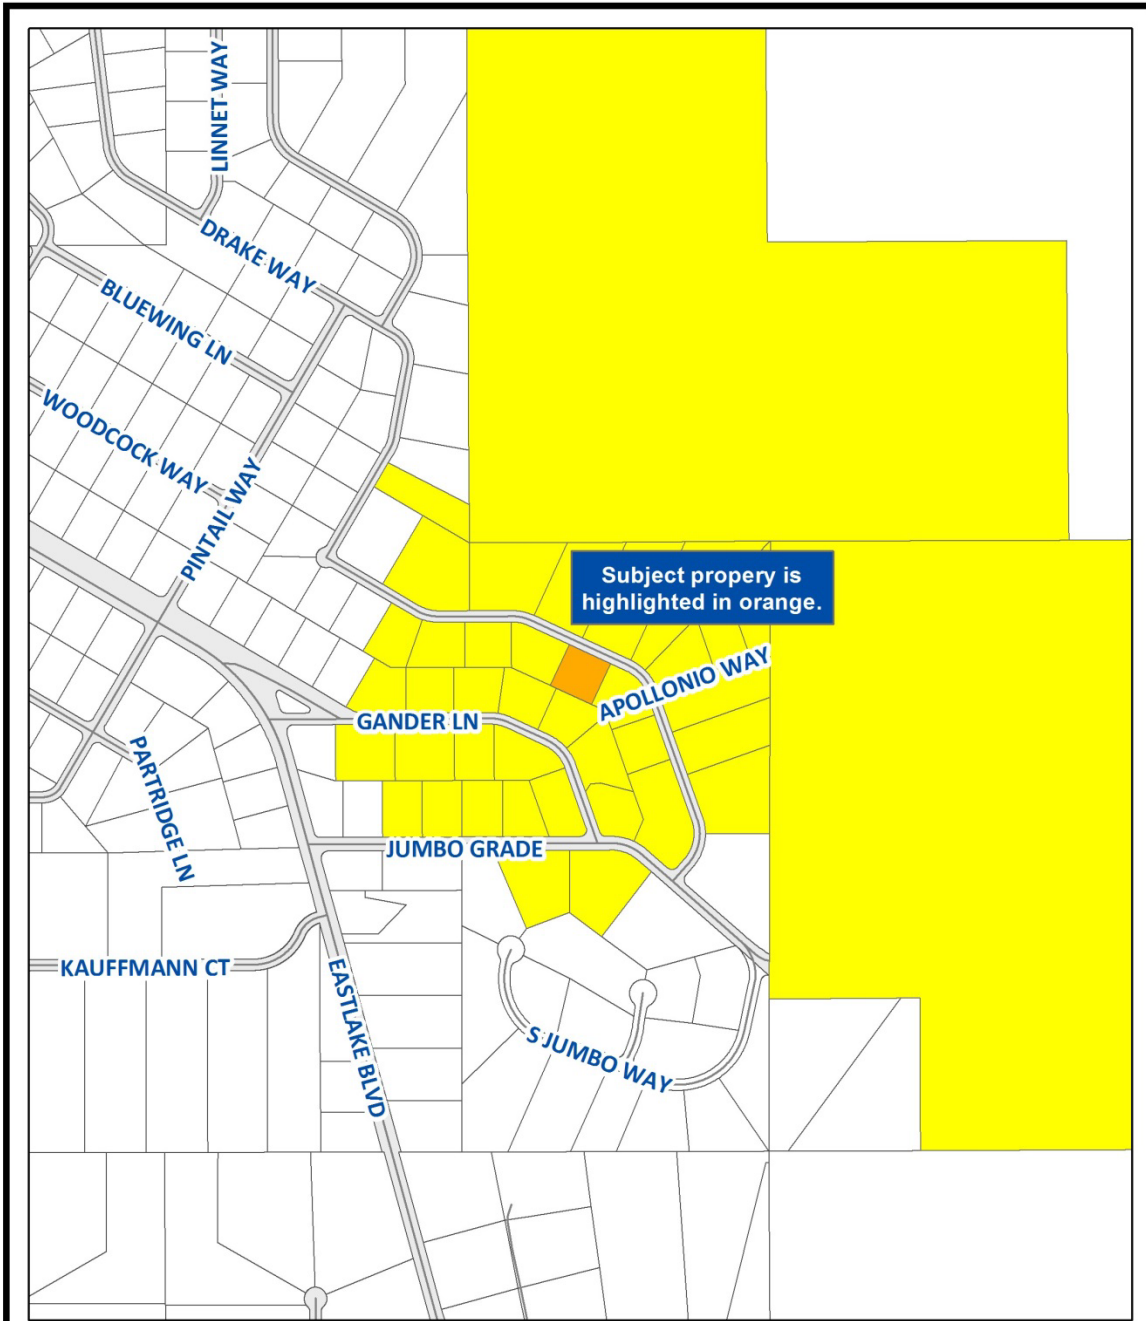 LINNET WAY
DRAKE WAY
BLUEWING LN
WOODCOCK WAY
PINTAIL WAY
Subject propery is
highlighted in orange.
APOLLONIO WAY
GANDER LN
PARTRIDGE LN
JUMBO GRADE
KAUFFMANN CT
EASTLAKE BLVD
S JUMBO WAY